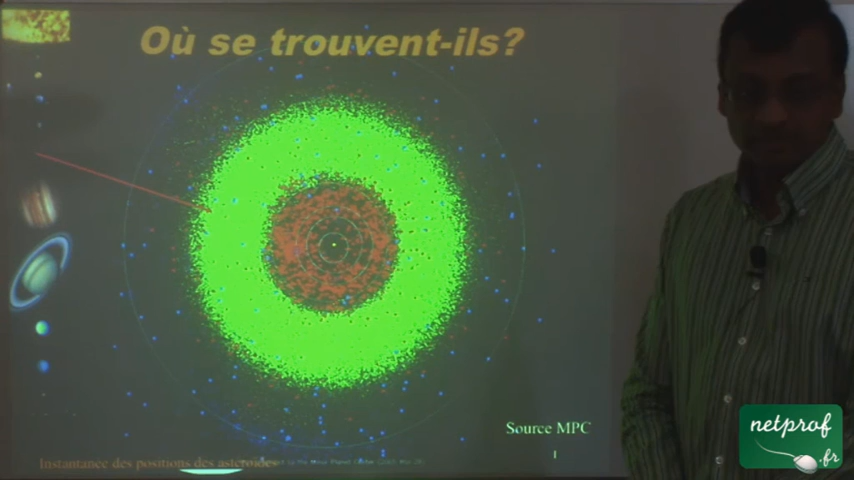 Où se trouvent-ils?
Source MPC
Instantanée des positions des astéroïdes
netprof
.fr